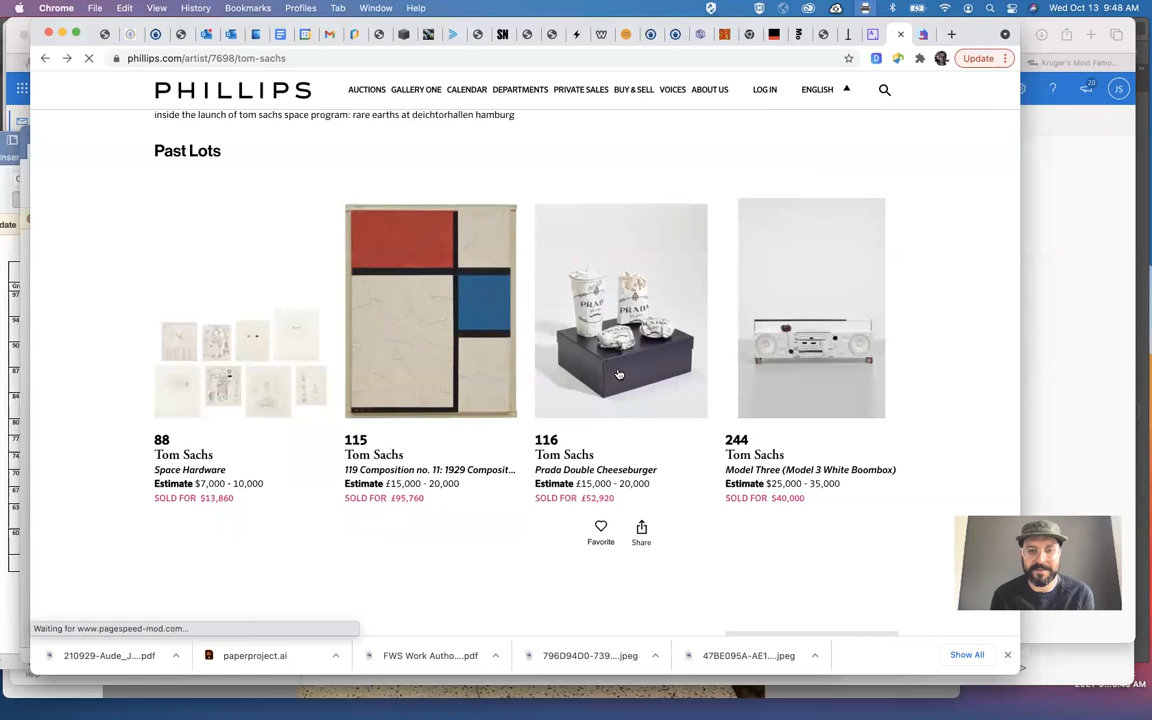 Chrome File Edit View History Bookmarks Profiles Tab Window Help
Wed Oct 13 9:48 AM
phillips.com/artist/7698/tom-sachs
Update
Kruger's Most Famo...
PHILLIPS
AUCTIONS GALLERY ONE CALENDAR DEPARTMENTS PRIVATE SALES BUY & SELL VOICES ABOUT US LOG IN ENGLISH
20
JS
inside the launch of tom sachs space program: rare earths at deichtorhallen hamburg
Past Lots
PRADA
PRADA
88
Tom Sachs
Space Hardware
Estimate $7,000 - 10,000
SOLD FOR $13,860
115
Tom Sachs
119 Composition no. 11: 1929 Composit...
Estimate £15,000 - 20,000
SOLD FOR £95,760
116
Tom Sachs
Prada Double Cheeseburger
Estimate £15,000 - 20,000
SOLD FOR £52,920
244
Tom Sachs
Model Three (Model 3 White Boombox)
Estimate $25,000 - 35,000
SOLD FOR $40,000
Favorite
Share
Waiting for www.pagespeed-mod.com...
210929-Aude_J....pdf
paperproject.ai
FWS Work Autho....pdf
796D94D0-739....jpeg
47BE095A-AE1....jpeg
Show All